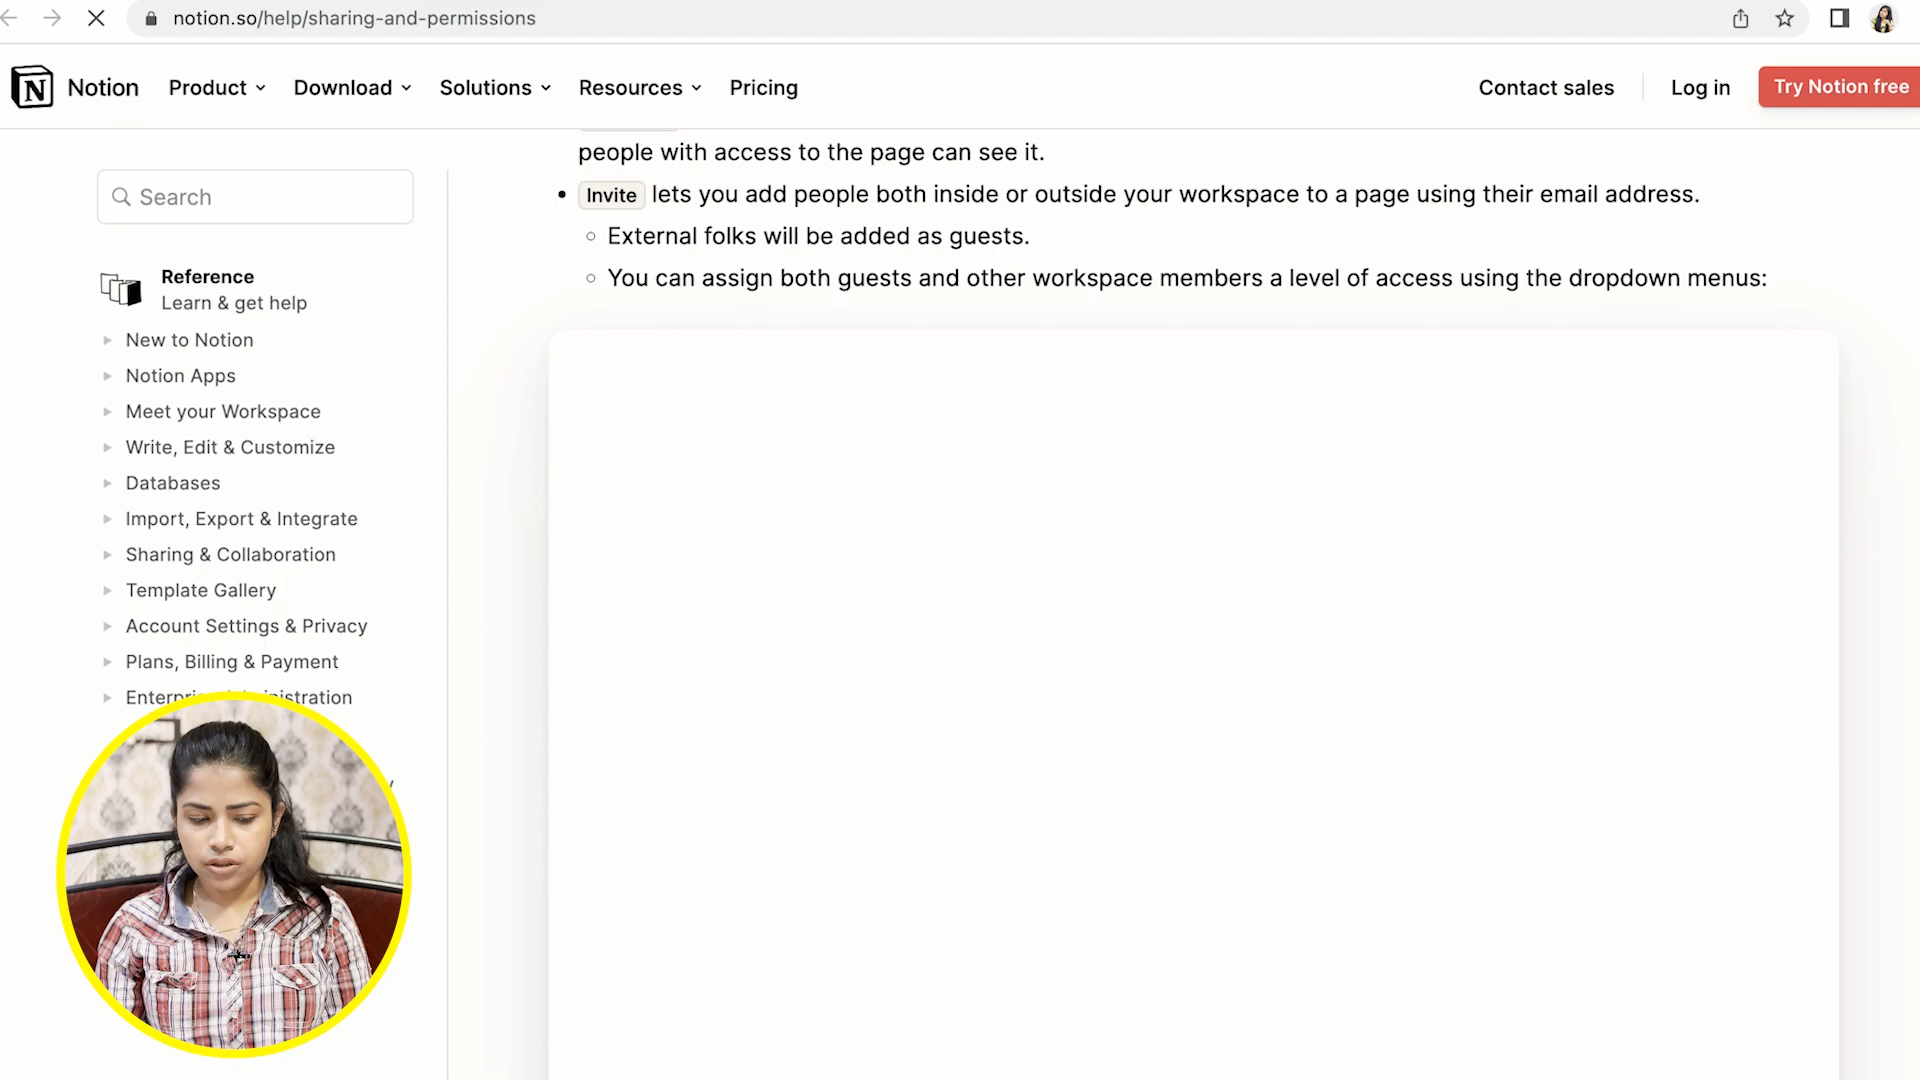 notion.so/help/sharing-and-permissions
Notion
Product
Download
Solutions
Resources
Pricing
Contact sales
Log in
Try Notion free
people with access to the page can see it.
Invite lets you add people both inside or outside your workspace to a page using their email address.
External folks will be added as guests.
You can assign both guests and other workspace members a level of access using the dropdown menus:
Search
Reference
Learn & get help
New to Notion
Notion Apps
Meet your Workspace
Write, Edit & Customize
Databases
Import, Export & Integrate
Sharing & Collaboration
Template Gallery
Account Settings & Privacy
Plans, Billing & Payment